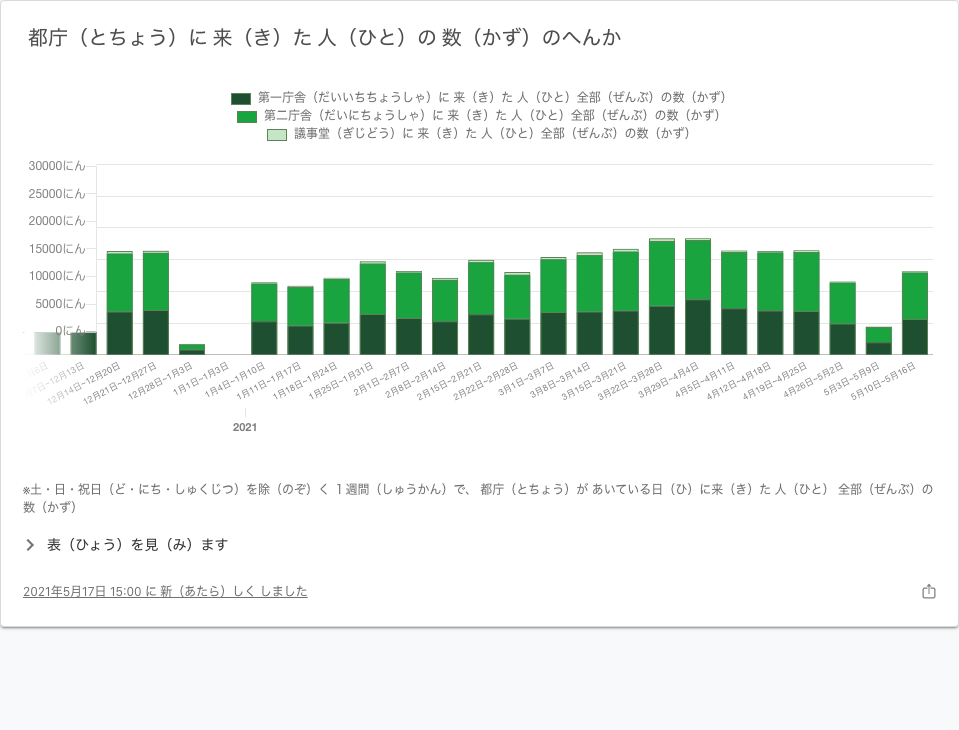 都庁（とちょう）に 来（き）た 人（ひと）の 数（かず）のへんか
第一庁舎（だいいちちょうしゃ）に 来（き）た 人（ひと）全部（ぜんぶ）の数（かず）
第二庁舎（だいにちょうしゃ）に 来（き）た 人（ひと）全部（ぜんぶ）の数（かず）
議事堂（ぎじどう）に 来（き）た 人（ひと）全部（ぜんぶ）の数（かず）
30000にん
25000にん
20000にん
15000にん
10000にん
5000にん
0にん
12月14日~12月20日
12月21日~12月27日
12月28日~1月3日
1月1日~1月3日
1月4日~1月10日
1月11日~1月17日
1月18日~1月24日
1月25日~1月31日
2月1日~2月7日
2月8日~2月14日
2月15日~2月21日
2月22日~2月28日
3月1日~3月7日
3月8日~3月14日
3月15日~3月21日
3月22日~3月28日
3月29日~4月4日
4月5日~4月11日
4月12日~4月18日
4月19日~4月25日
4月26日~5月2日
5月3日~5月9日
5月10日~5月16日
2021
※土・日・祝日（ど・にち・しゅくじつ）を除（のぞ）く １週間（しゅうかん）で、 都庁（とちょう）が あいている日（ひ）に来（き）た 人（ひと） 全部（ぜんぶ）の
数（かず）
表（ひょう）を見（み）ます
2021年5月17日 15:00 に 新（あたら）しく しました